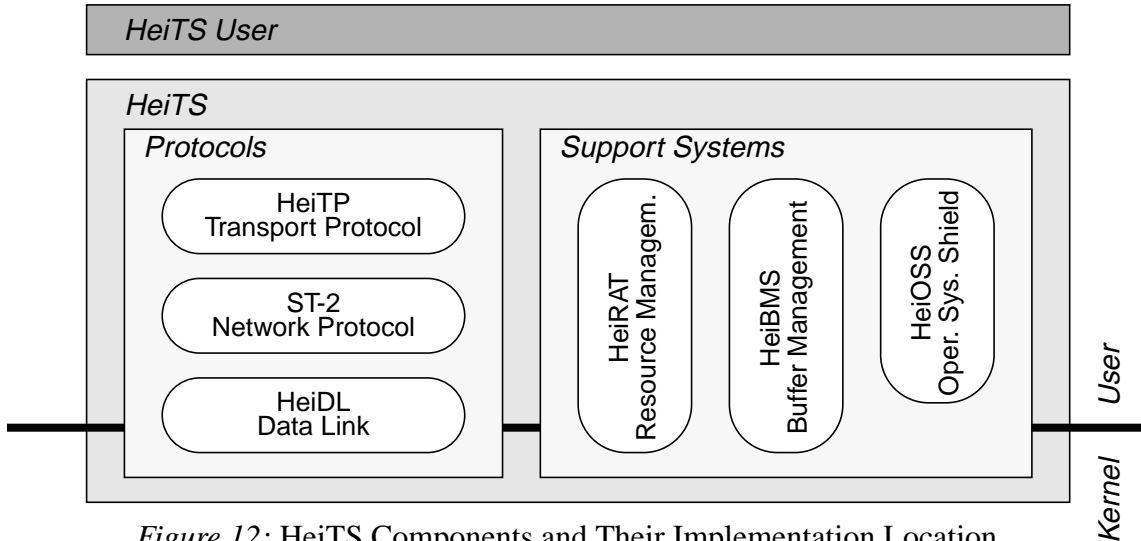 HeiTS User
HeiTS
Protocols
HeiTP
Transport Protocol
ST-2
Network Protocol
HeiDL
Data Link
Support Systems
HeiRAT
Resource Managem.
HeiBMS
Buffer Management
HeiOSS
Oper. Sys. Shield
User
Kernel
Figure 12: HeiTS Components and Their Implementation Location